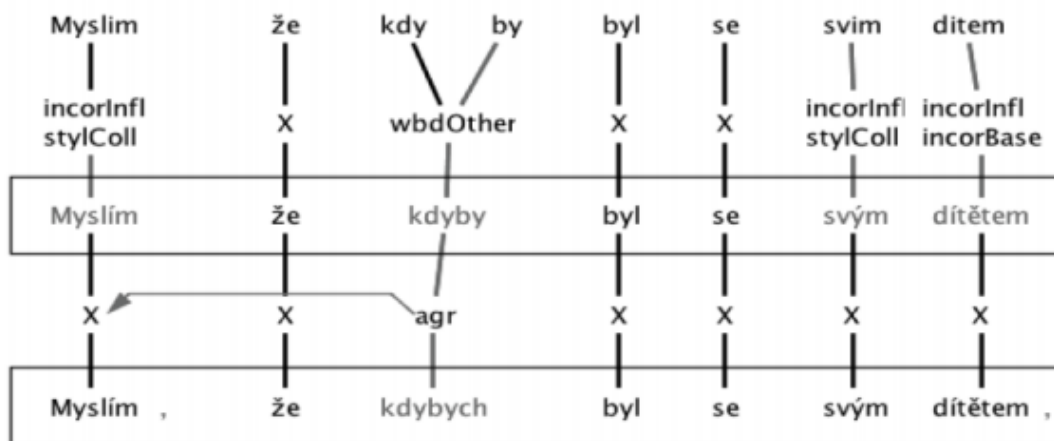 Myslim že kdy by byl se svim ditem
incorInfl X wbdOther X X incorInfl incorInfl
stylColl stylColl incorBase
Myslím že kdyby byl se svým dítětem
X X agr X X X X
Myslím , že kdybych byl se svým dítětem ,